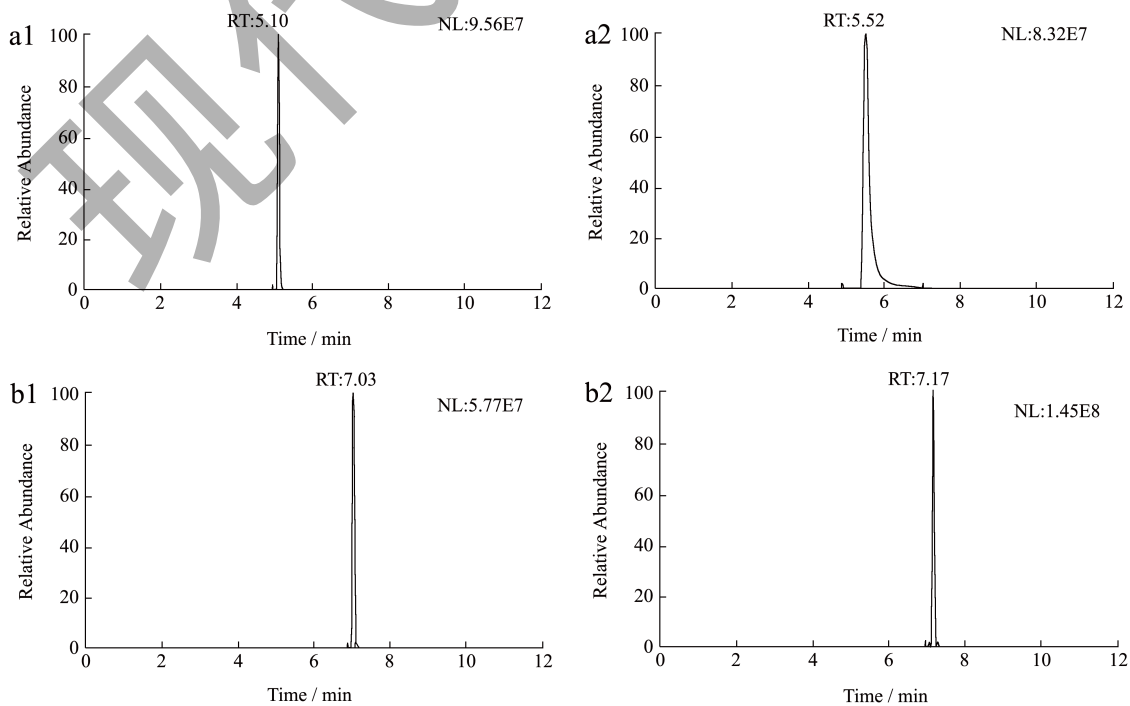 a1
RT:5.10
NL:9.56E7
Relative Abundance
100
80
60
40
20
0
0 2 4 6 8 10 12
Time / min
a2
RT:5.52
NL:8.32E7
Relative Abundance
100
80
60
40
20
0
0 2 4 6 8 10 12
Time / min
b1
RT:7.03
NL:5.77E7
Relative Abundance
100
80
60
40
20
0
0 2 4 6 8 10 12
Time / min
b2
RT:7.17
NL:1.45E8
Relative Abundance
100
80
60
40
20
0
0 2 4 6 8 10 12
Time / min
现